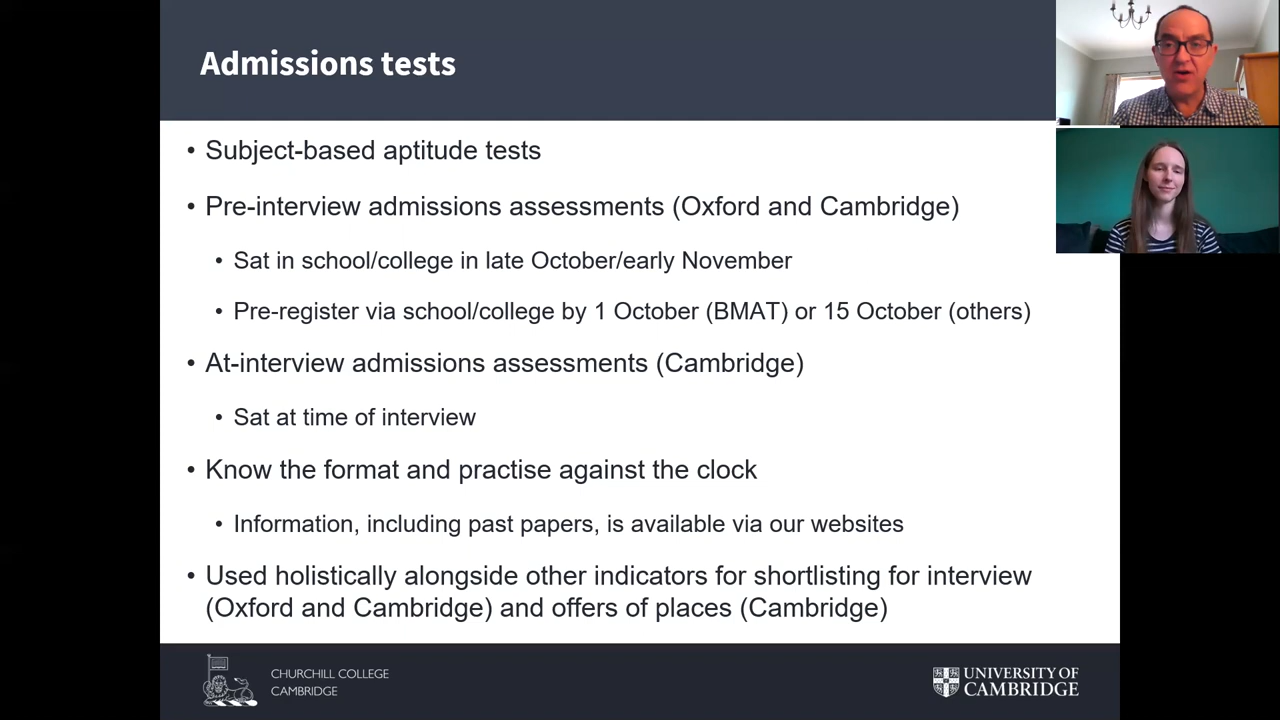 Admissions tests
• Subject-based aptitude tests
• Pre-interview admissions assessments (Oxford and Cambridge)
• Sat in school/college in late October/early November
• Pre-register via school/college by 1 October (BMAT) or 15 October (others)
• At-interview admissions assessments (Cambridge)
• Sat at time of interview
• Know the format and practise against the clock
• Information, including past papers, is available via our websites
• Used holistically alongside other indicators for shortlisting for interview
(Oxford and Cambridge) and offers of places (Cambridge)
CHURCHILL COLLEGE
CAMBRIDGE
UNIVERSITY OF
CAMBRIDGE